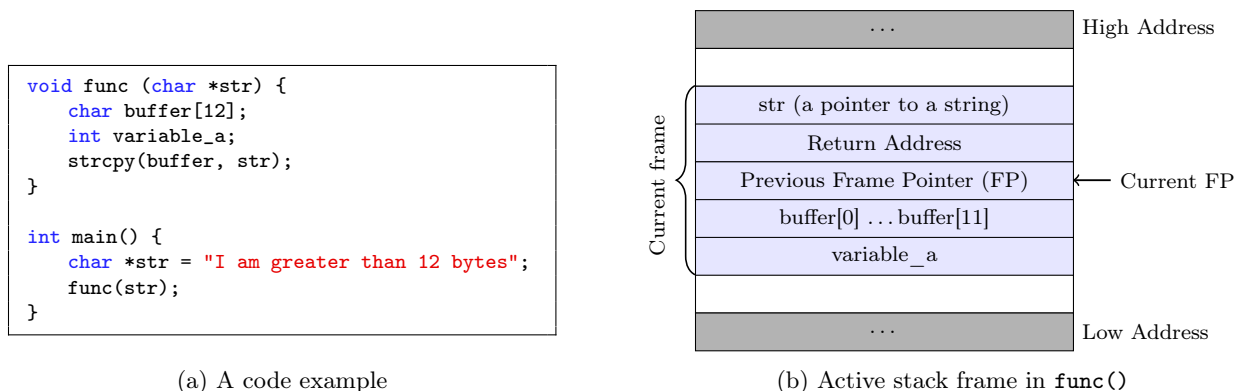 void func (char *str) {
char buffer[12];
int variable_a;
strcpy(buffer, str);
}
int main() {
char *str = "I am greater than 12 bytes";
func(str);
}
(a) A code example
... High Address
Current frame
str (a pointer to a string)
Return Address
Previous Frame Pointer (FP) Current FP
buffer[0] ... buffer[11]
variable_a
... Low Address
(b) Active stack frame in func()